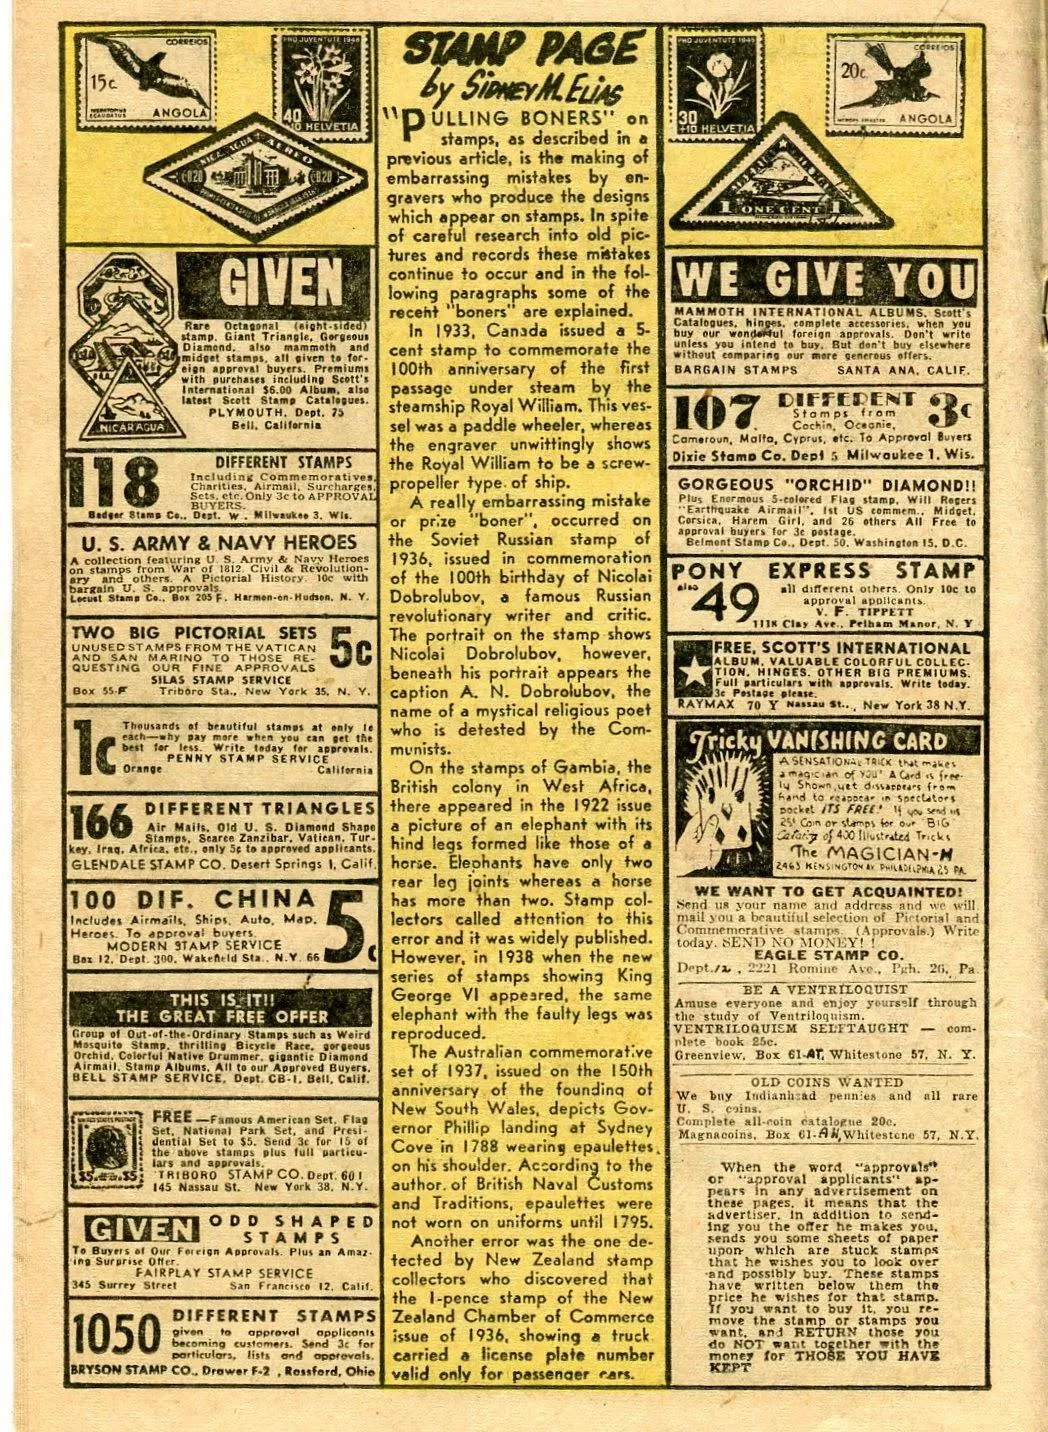 15c
CORREIOS
ANGOLA
PRO JUVENTUTE 1948
40
+10 HELVETIA
NICARAGUA AEREO
C$0.20
C$0.20
GIVEN
Rare Octagonal (eight-sided)
stamp, Giant Triangle, Gorgeous
Diamond, also mammoth and
midget stamps, all given to for-
eign approval buyers. Premiums
with purchases including Scott's
International $6.00 Album, also
latest Scott Stamp Catalogues.
PLYMOUTH, Dept. 75
Bell, California
NICARAGUA
118
DIFFERENT STAMPS
Including Commemoratives,
Charities, Airmail, Surcharges,
Sets, etc. Only 3c to APPROVAL
BUYERS.
Badger Stamp Co., Dept. W, Milwaukee 3, Wis.
U. S. ARMY & NAVY HEROES
A collection featuring U. S. Army & Navy Heroes
on stamps from War of 1812, Civil & Revolution-
ary and others. A Pictorial History. 10c with
bargain U. S. approvals.
Locust Stamp Co., Box 205 F, Harmon-on-Hudson, N. Y.
TWO BIG PICTORIAL SETS
UNUSED STAMPS FROM THE VATICAN
AND SAN MARINO TO THOSE RE-
QUESTING OUR FINE APPROVALS
5c
SILAS STAMP SERVICE
Box 55-F Triboro Sta., New York 35, N. Y.
1c
Thousands of beautiful stamps at only 1c
each—why pay more when you can get the
best for less. Write today for approvals.
PENNY STAMP SERVICE
Orange California
166
DIFFERENT TRIANGLES
Air Mails, Old U. S. Diamond Shape
Stamps, Scarce Zanzibar, Vatican, Tur-
key, Iraq, Africa, etc., only 5c to approved applicants.
GLENDALE STAMP CO. Desert Springs 1, Calif.
100 DIF. CHINA
Includes Airmails, Ships, Auto, Map,
Heroes. To approval buyers.
MODERN STAMP SERVICE
Box 12, Dept. 300, Wakefield Sta., N.Y. 66
5c
THIS IS IT!!
THE GREAT FREE OFFER
Group of Out-of-the-Ordinary Stamps such as Weird
Mosquito Stamp, thrilling Bicycle Race, gorgeous
Orchid, Colorful Native Drummer, gigantic Diamond
Airmail, Stamp Albums, All to our Approved Buyers.
BELL STAMP SERVICE, Dept. CB-1, Bell, Calif.
UNITED STATES POSTAGE
$5 $5
FREE—Famous American Set, Flag
Set, National Park Set, and Presi-
dential Set to $5. Send 3c for 15 of
the above stamps plus full particu-
lars and approvals.
TRIBORO STAMP CO. Dept. 601
145 Nassau St. New York 38, N.Y.
GIVEN
ODD SHAPED
STAMPS
To Buyers of Our Foreign Approvals. Plus an Amaz-
ing Surprise Offer.
FAIRPLAY STAMP SERVICE
345 Surrey Street San Francisco 12, Calif.
1050
DIFFERENT STAMPS
given to approval applicants
becoming customers. Send 3c for
particulars, lists and approvals.
BRYSON STAMP CO., Drawer F-2, Rossford, Ohio
STAMP PAGE
by Sidney M. Elias
"PULLING BONERS" on
stamps, as described in a
previous article, is the making of
embarrassing mistakes by en-
gravers who produce the designs
which appear on stamps. In spite
of careful research into old pic-
tures and records these mistakes
continue to occur and in the fol-
lowing paragraphs some of the
recent "boners" are explained.
In 1933, Canada issued a 5-
cent stamp to commemorate the
100th anniversary of the first
passage under steam by the
steamship Royal William. This ves-
sel was a paddle wheeler, whereas
the engraver unwittingly shows
the Royal William to be a screw-
propeller type of ship.
A really embarrassing mistake
or prize "boner", occurred on
the Soviet Russian stamp of
1936, issued in commemoration
of the 100th birthday of Nicolai
Dobrolubov, a famous Russian
revolutionary writer and critic.
The portrait on the stamp shows
Nicolai Dobrolubov, however,
beneath his portrait appears the
caption A. N. Dobrolubov, the
name of a mystical religious poet
who is detested by the Com-
munists.
On the stamps of Gambia, the
British colony in West Africa,
there appeared in the 1922 issue
a picture of an elephant with its
hind legs formed like those of a
horse. Elephants have only two
rear leg joints whereas a horse
has more than two. Stamp col-
lectors called attention to this
error and it was widely published.
However, in 1938 when the new
series of stamps showing King
George VI appeared, the same
elephant with the faulty legs was
reproduced.
The Australian commemorative
set of 1937, issued on the 150th
anniversary of the founding of
New South Wales, depicts Gov-
ernor Phillip landing at Sydney
Cove in 1788 wearing epaulettes
on his shoulder. According to the
author of British Naval Customs
and Traditions, epaulettes were
not worn on uniforms until 1795.
Another error was the one de-
tected by New Zealand stamp
collectors who discovered that
the 1-pence stamp of the New
Zealand Chamber of Commerce
issue of 1936, showing a truck
carried a license plate number
valid only for passenger cars.
PRO JUVENTUTE 1948
30
+10 HELVETIA
CORREIOS
20c.
ANGOLA
1 ONE CENT 1
WE GIVE YOU
MAMMOTH INTERNATIONAL ALBUMS. Scott's
Catalogues, hinges, complete accessories, when you
buy our wonderful foreign approvals. Don't write
unless you intend to buy. But don't buy elsewhere
without comparing our more generous offers.
BARGAIN STAMPS SANTA ANA, CALIF.
107
DIFFERENT
Stamps from
Cochin, Oceanie,
3c
Cameroun, Malta, Cyprus, etc. To Approval Buyers
Dixie Stamp Co. Dept 5 Milwaukee 1, Wis.
GORGEOUS "ORCHID" DIAMOND!!
Plus Enormous 5-colored Flag stamp, Will Rogers
"Earthquake Airmail", 1st US commem., Midget,
Corsica, Harem Girl, and 26 others All Free to
approval buyers for 3c postage.
Belmont Stamp Co., Dept. 50, Washington 15, D.C.
PONY EXPRESS STAMP
also
49
all different others. Only 10c to
approval applicants.
V. F. TIPPETT
1118 Clay Ave., Pelham Manor, N. Y
FREE, SCOTT'S INTERNATIONAL
ALBUM, VALUABLE COLORFUL COLLEC-
TION, HINGES, OTHER BIG PREMIUMS.
Full particulars with approvals. Write today.
3c Postage please.
RAYMAX 70 Y Nassau St., New York 38 N.Y.
Tricky VANISHING CARD
A SENSATIONAL TRICK that makes
a magician of YOU! A Card is free-
ly Shown, yet dissappears from
hand to reappear in spectators
pocket ITS FREE! If you send us
25¢ Coin or stamps for our "BIG"
Catalog of 400 Illustrated Tricks
The MAGICIAN-H
2463 KENSINGTON AV PHILADELPHIA 25 PA.
WE WANT TO GET ACQUAINTED!
Send us your name and address and we will
mail you a beautiful selection of Pictorial and
Commemorative stamps. (Approvals.) Write
today. SEND NO MONEY! !
EAGLE STAMP CO.
Dept. 12, 2221 Romine Ave., Pgh. 26, Pa.
BE A VENTRILOQUIST
Amuse everyone and enjoy yourself through
the study of Ventriloquism.
VENTRILOQUISM SELFTAUGHT — com-
plete book 25c.
Greenview, Box 61-AT, Whitestone 57, N. Y.
OLD COINS WANTED
We buy Indianhead pennies and all rare
U. S. coins.
Complete all-coin catalogue 20c.
Magnacoins, Box 61-AN, Whitestone 57, N.Y.
When the word "approvals"
or "approval applicants" ap-
pears in any advertisement on
these pages, it means that the
advertiser, in addition to send-
ing you the offer he makes you,
sends you some sheets of paper
upon which are stuck stamps
that he wishes you to look over
and possibly buy. These stamps
have written below them the
price he wishes for that stamp.
If you want to buy it, you re-
move the stamp or stamps you
want, and RETURN those you
do NOT want together with the
money for THOSE YOU HAVE
KEPT